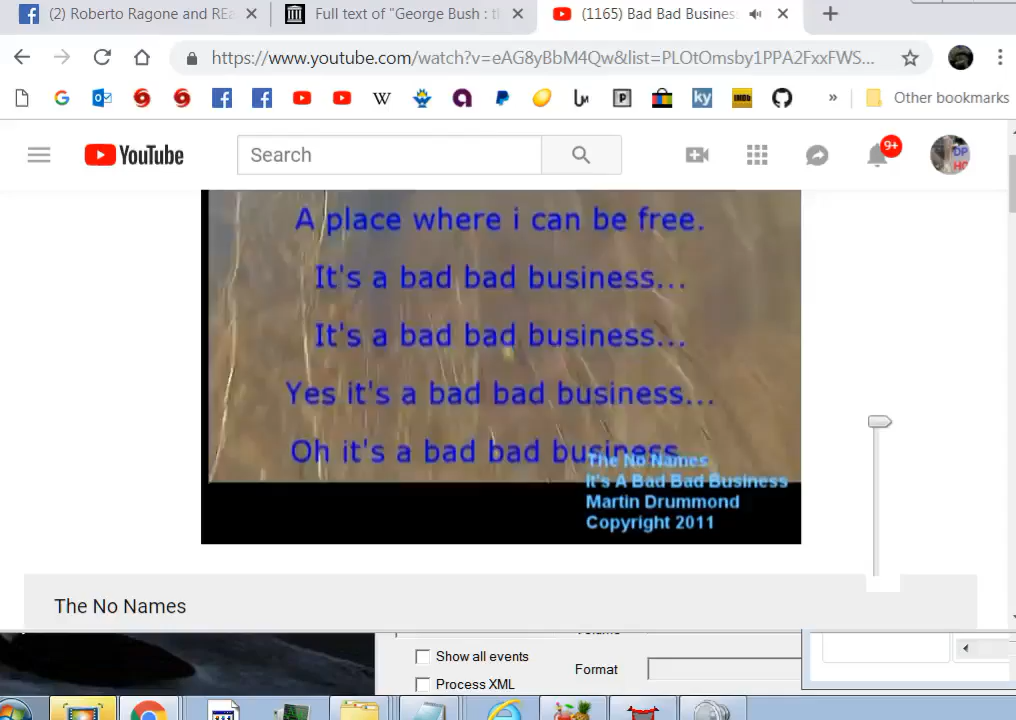 (2) Roberto Ragone and REa
Full text of "George Bush : th
(1165) Bad Bad Busines
https://www.youtube.com/watch?v=eAG8yBbM4Qw&list=PLOtOmsby1PPA2FxxFWS...
Other bookmarks
YouTube
Search
9+
A place where i can be free.
It's a bad bad business...
It's a bad bad business...
Yes it's a bad bad business...
Oh it's a bad bad business...
The No Names
It's A Bad Bad Business
Martin Drummond
Copyright 2011
The No Names
Show all events
Format
Process XML